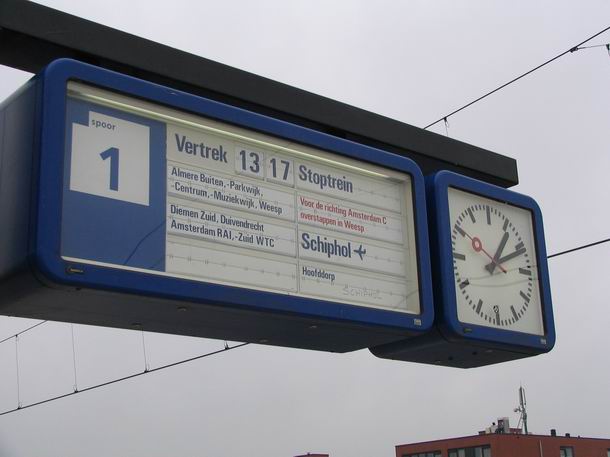 spoor
1
Vertrek 13 17 Stoptrein
Almere Buiten,-Parkwijk,
-Centrum,-Muziekwijk, Weesp
Voor de richting Amsterdam C
overstappen in Weesp
Diemen Zuid, Duivendrecht
Amsterdam RAI,-Zuid WTC
Schiphol
Hoofddorp
SCHIPHOL